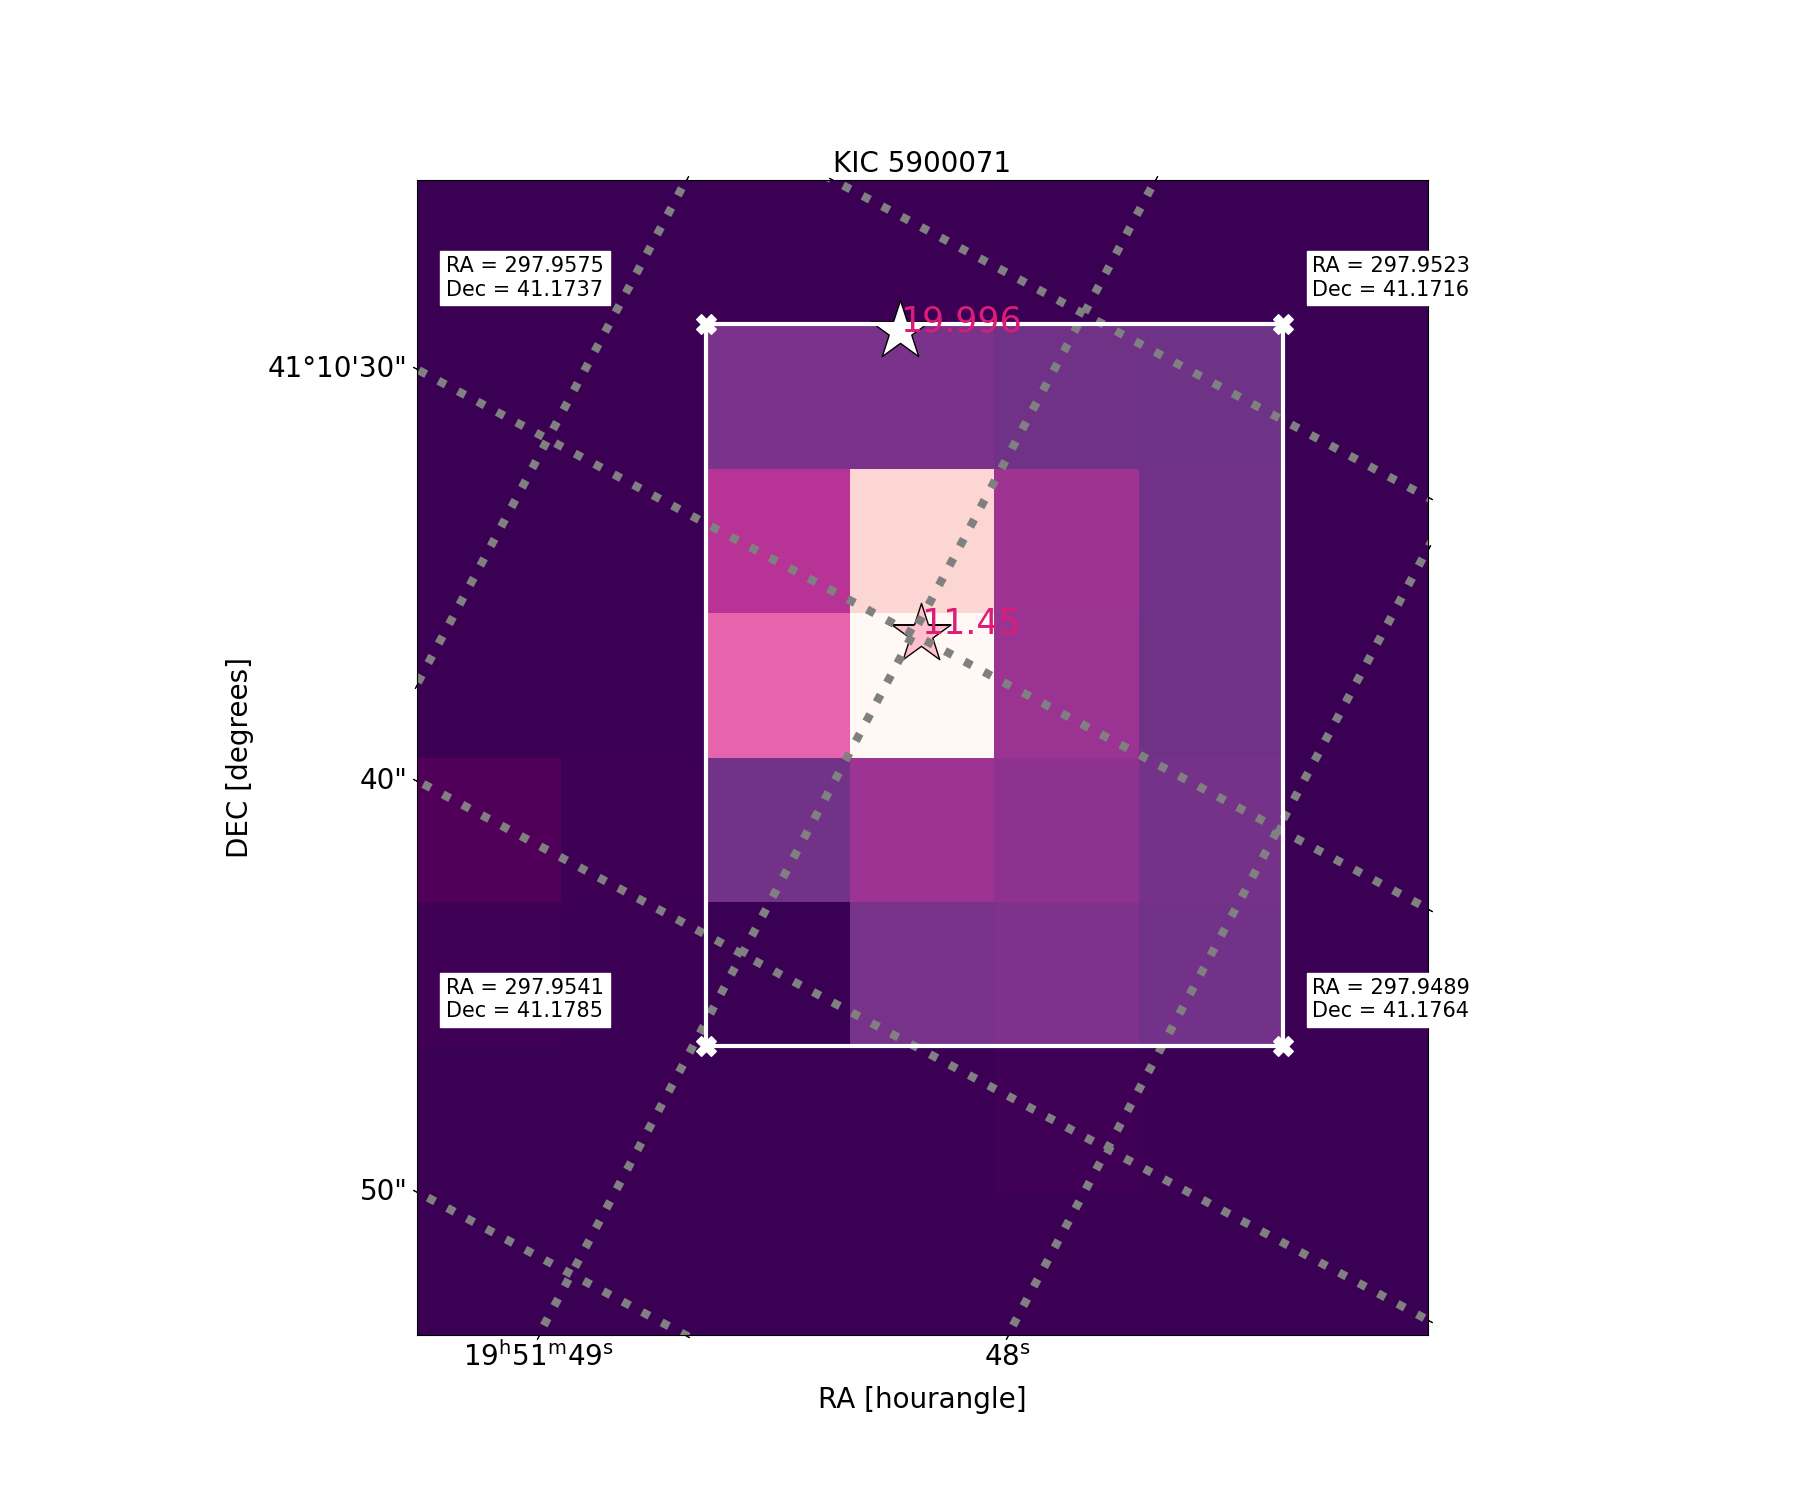 KIC 5900071
RA = 297.9575
Dec = 41.1737
RA = 297.9523
Dec = 41.1716
19.996
41°10'30"
11.45
DEC [degrees]
40"
RA = 297.9541
Dec = 41.1785
RA = 297.9489
Dec = 41.1764
50"
19h51m49s
48s
RA [hourangle]